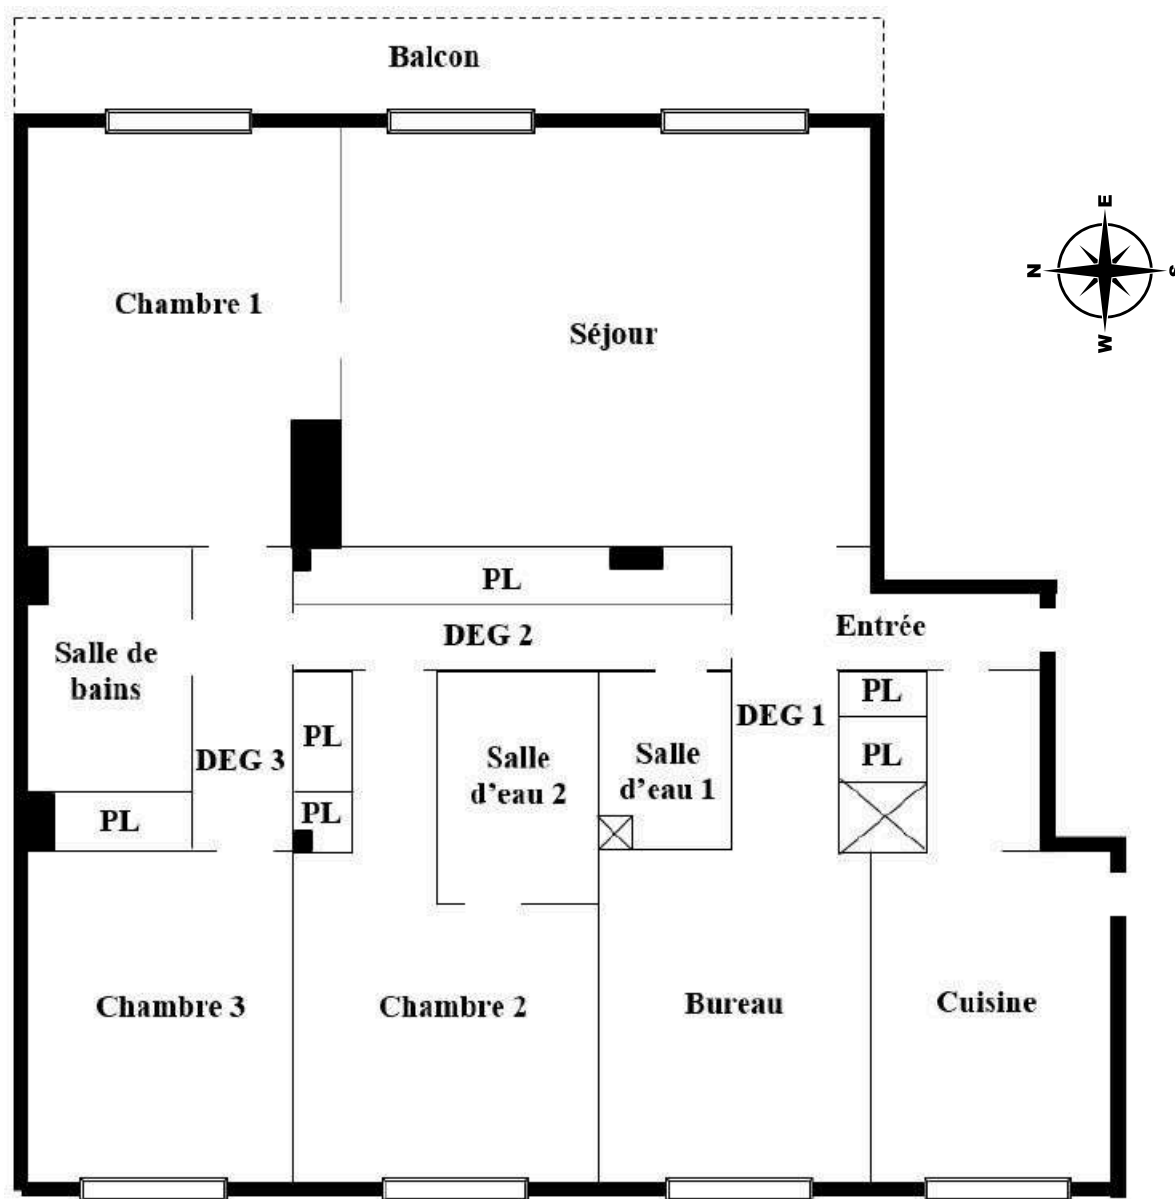 Balcon
E
N
S
W
Chambre 1
Séjour
PL
DEG 2
Entrée
Salle de
bains
PL
PL
DEG 1
PL
DEG 3
Salle
d’eau 2
Salle
d’eau 1
PL
PL
Chambre 3
Chambre 2
Bureau
Cuisine